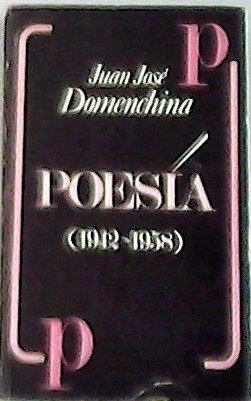 p
Juan José
Domenchina
POESÍA
(1942-1958)
p